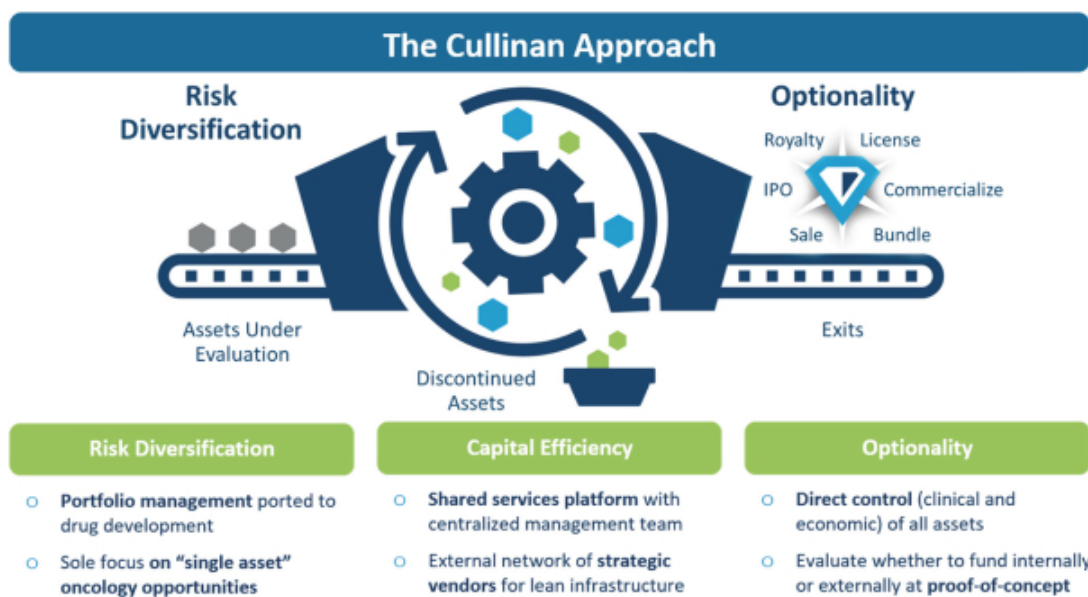 The Cullinan Approach
Risk
Diversification
Optionality
Royalty
License
IPO
Commercialize
Sale
Bundle
Assets Under
Evaluation
Discontinued
Assets
Exits
Risk Diversification
o Portfolio management ported to
drug development
o Sole focus on “single asset”
oncology opportunities
Capital Efficiency
o Shared services platform with
centralized management team
o External network of strategic
vendors for lean infrastructure
Optionality
o Direct control (clinical and
economic) of all assets
o Evaluate whether to fund internally
or externally at proof-of-concept